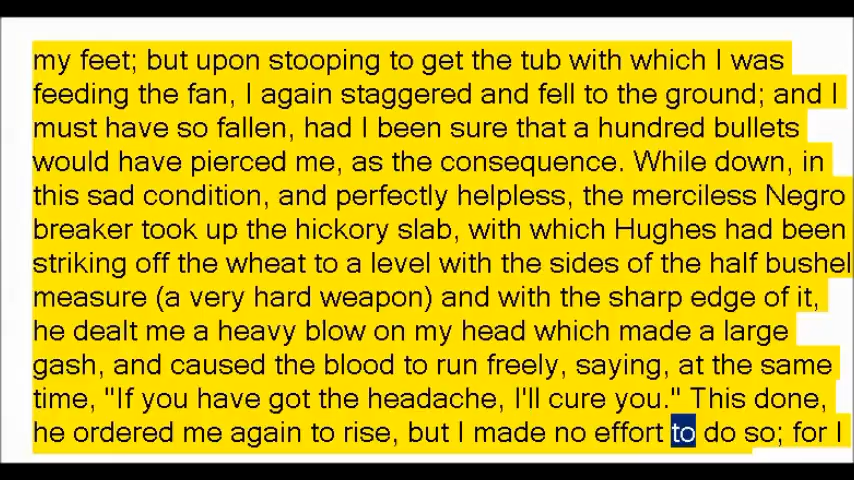 my feet; but upon stooping to get the tub with which I was
feeding the fan, I again staggered and fell to the ground; and I
must have so fallen, had I been sure that a hundred bullets
would have pierced me, as the consequence. While down, in
this sad condition, and perfectly helpless, the merciless Negro
breaker took up the hickory slab, with which Hughes had been
striking off the wheat to a level with the sides of the half bushel
measure (a very hard weapon) and with the sharp edge of it,
he dealt me a heavy blow on my head which made a large
gash, and caused the blood to run freely, saying, at the same
time, "If you have got the headache, I'll cure you." This done,
he ordered me again to rise, but I made no effort to do so; for I